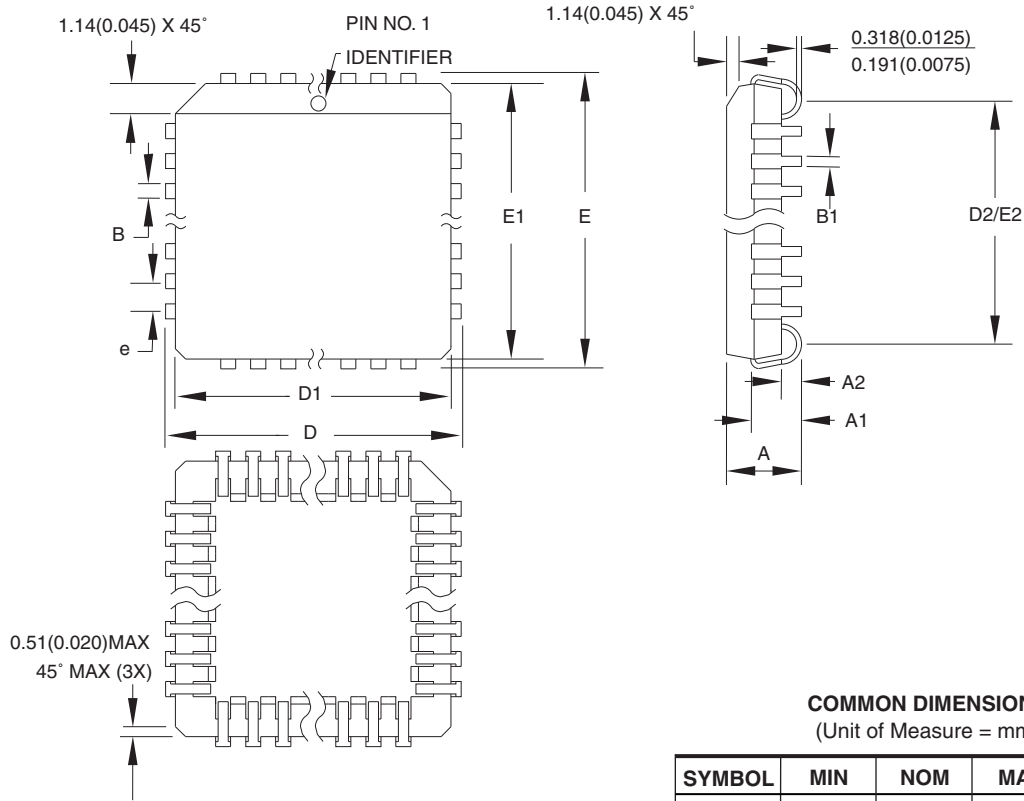 1.14(0.045) X 45˚
PIN NO. 1
IDENTIFIER
1.14(0.045) X 45˚
0.318(0.0125)
0.191(0.0075)
B
e
E1
E
B1
D2/E2
D1
D
A2
A1
A
0.51(0.020)MAX
45˚ MAX (3X)
COMMON DIMENSION
(Unit of Measure = mm
SYMBOL MIN NOM MA